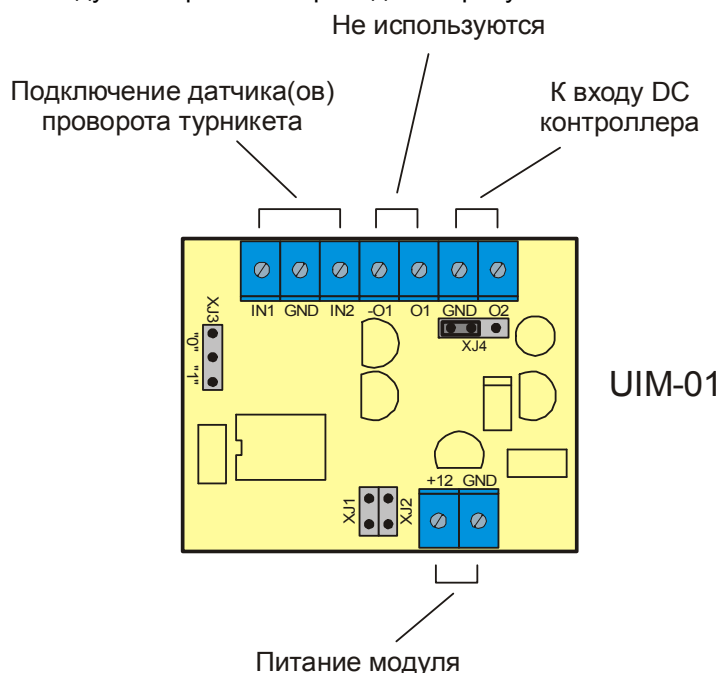 Не используются
Подключение датчика(ов)
проворота турникета
К входу DC
контроллера
IN1 GND IN2 -O1 O1 GND O2
XJ3
"0" "1"
XJ4
UIM-01
+12 GND
XJ1
XJ2
Питание модуля